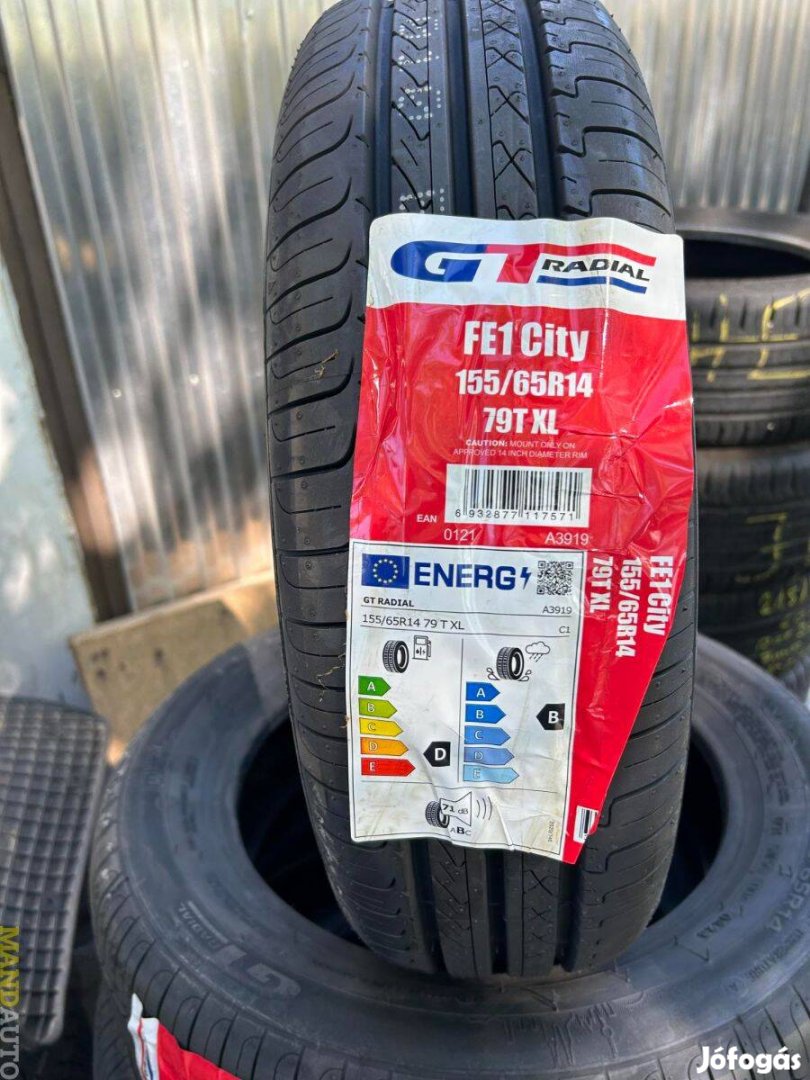 GT RADIAL
FE1 City
155/65R14
79T XL
CAUTION: MOUNT ONLY ON
APPROVED 14 INCH DIAMETER RIM
EAN
6 932877 117571
0121 A3919
FE1 City
155/65R14
79T XL
ENERG
GT RADIAL A3919
155/65R14 79 T XL C1
A
B
C
D
E
D
A
B
C
D
E
B
71 dB
ABC
GT RADIAL
MANDAUTO
Jófogás